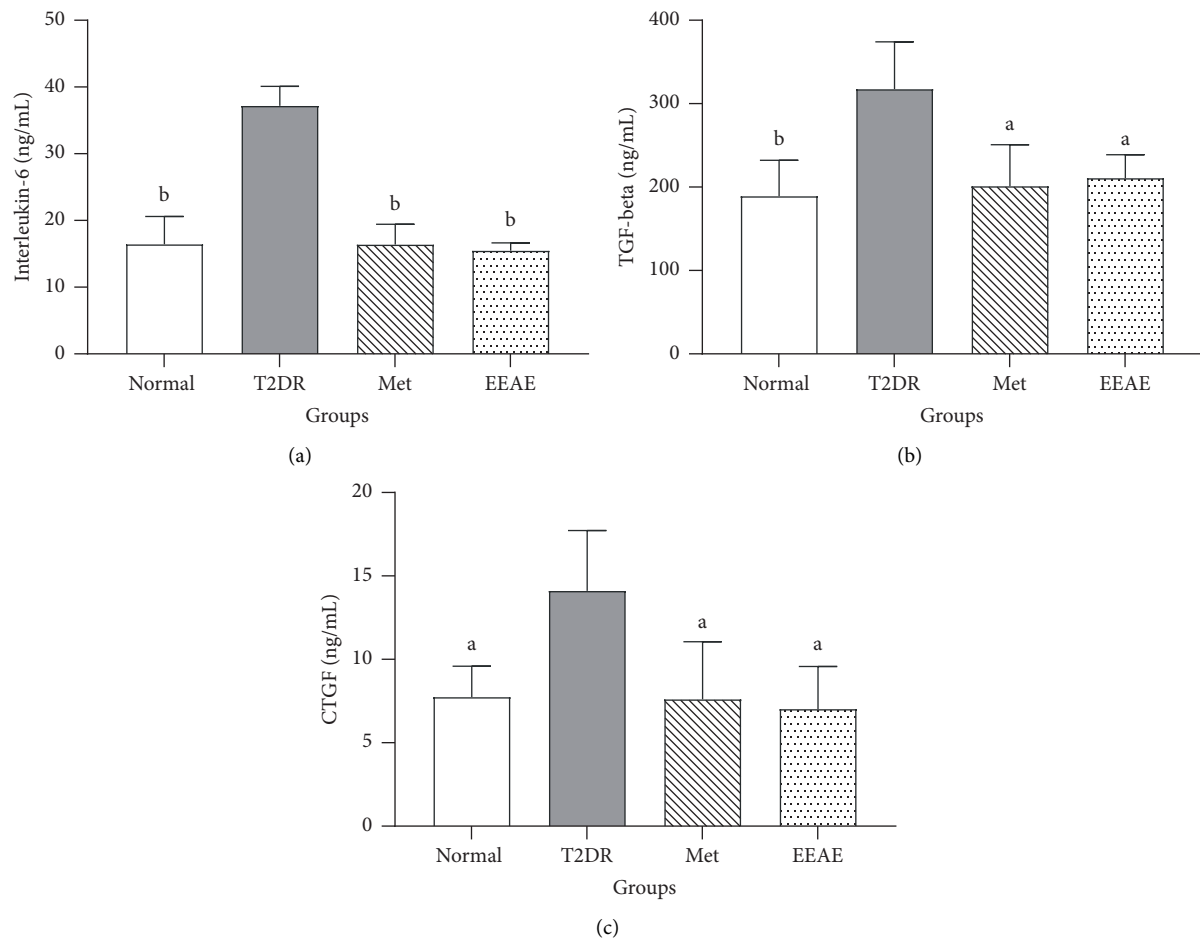 50
40
30
20
10
0
Interleukin-6 (ng/mL)
b
b
b
Normal
T2DR
Met
EEAE
Groups
(a)
400
300
200
100
0
TGF-beta (ng/mL)
b
a
a
Normal
T2DR
Met
EEAE
Groups
(b)
20
15
10
5
0
CTGF (ng/mL)
a
a
a
Normal
T2DR
Met
EEAE
Groups
(c)